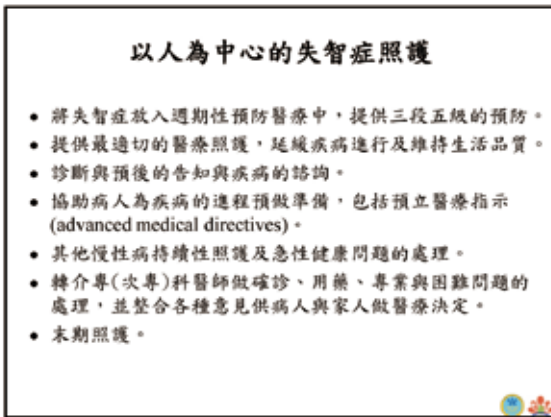 以人為中心的失智症照護
• 將失智症放入週期性預防醫療中，提供三段五級的預防。
• 提供最適切的醫療照護，延緩疾病進行及維持生活品質。
• 診斷與預後的告知與疾病的諮詢。
• 協助病人為疾病的進程預做準備，包括預立醫療指示
(advanced medical directives)。
• 其他慢性病持續性照護及急性健康問題的處理。
• 轉介專(次專)科醫師做確診、用藥、專業與困難問題的
處理，並整合各種意見供病人與家人做醫療決定。
• 末期照護。